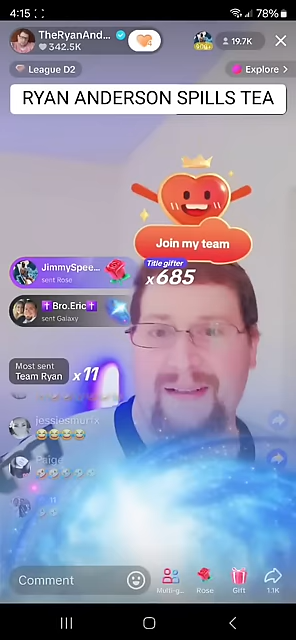 4:15
78%
TheRyanAnd...
342.5K
19.7K
League D2
Explore >
RYAN ANDERSON SPILLS TEA
Join my team
Title gifter
JimmySpee...
sent Rose
x685
✝Bro.Eric✝
sent Galaxy
Most sent
Team Ryan
x11
Paige
Comment
Multi-g...
Rose
Gift
1.1K